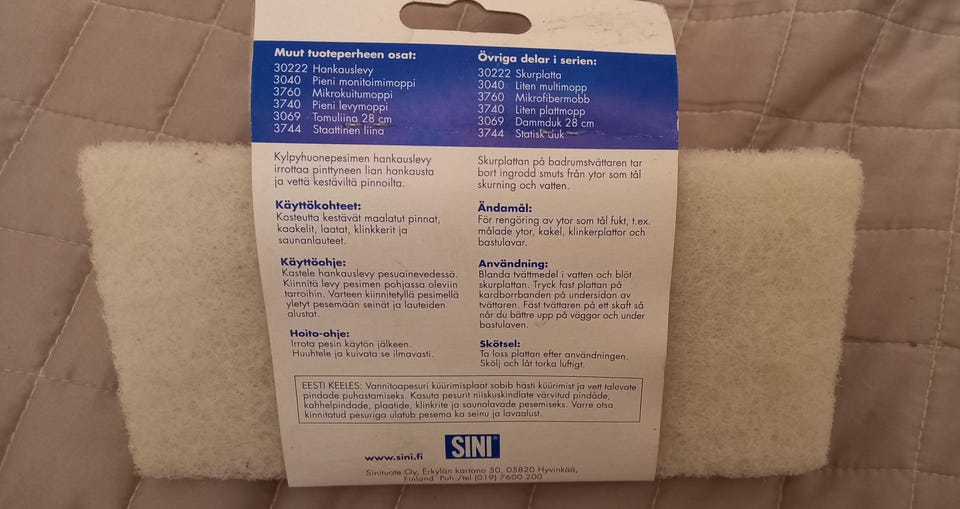 Muut tuoteperheen osat:
30222 Hankauslevy
3040 Pieni monitoimimoppi
3760 Mikrokuitumoppi
3740 Pieni levymoppi
3069 Tomuliina 28 cm
3744 Staattinen liina
Övriga delar i serien:
30222 Skurplatta
3040 Liten multimopp
3760 Mikrofibermobb
3740 Liten plattmopp
3069 Dammduk 28 cm
3744 Statisk duk
Kylpyhuonepesimen hankauslevy
irrottaa pinttyneen lian hankausta
ja vettä kestäviltä pinnoilta.
Käyttökohteet:
Kosteutta kestävät maalatut pinnat,
kaakelit, laatat, klinkkerit ja
saunanlauteet.
Käyttöohje:
Kastele hankauslevy pesuainevedessä.
Kiinnitä levy pesimen pohjassa oleviin
tarroihin. Varteen kiinnitetyllä pesimellä
yletyt pesemään seinät ja lauteiden
alustat.
Hoito-ohje:
Irrota pesin käytön jälkeen.
Huuhtele ja kuivata se ilmavasti.
Skurplattan på badrumstvättaren tar
bort ingrodd smuts från ytor som tål
skurning och vatten.
Ändamål:
För rengöring av ytor som tål fukt, t.ex.
målade ytor, kakel, klinkerplattor och
bastulavar.
Användning:
Blanda tvättmedel i vatten och blöt
skurplattan. Tryck fast plattan på
kardborrbanden på undersidan av
tvättaren. Fäst tvättaren på ett skaft så
når du bättre upp på väggar och under
bastulaven.
Skötsel:
Ta loss plattan efter användningen.
Skölj och låt torka luftigt.
EESTI KEELES: Vannitoapesuri küürimisplaat sobib hästi küürimist ja vett taluvate
pindade puhastamiseks. Kasuta pesurit niiskuskindlate värvitud pindade,
kahhelpindade, plaatide, klinkrite ja saunalavade pesemiseks. Varre otsa
kinnitatud pesuriga ulatub pesema ka seinu ja lavaalust.
www.sini.fi
SINI®
Sinituote Oy, Erkylän kartano 50, 05820 Hyvinkää,
Finland Puh./tel (019) 7600 200